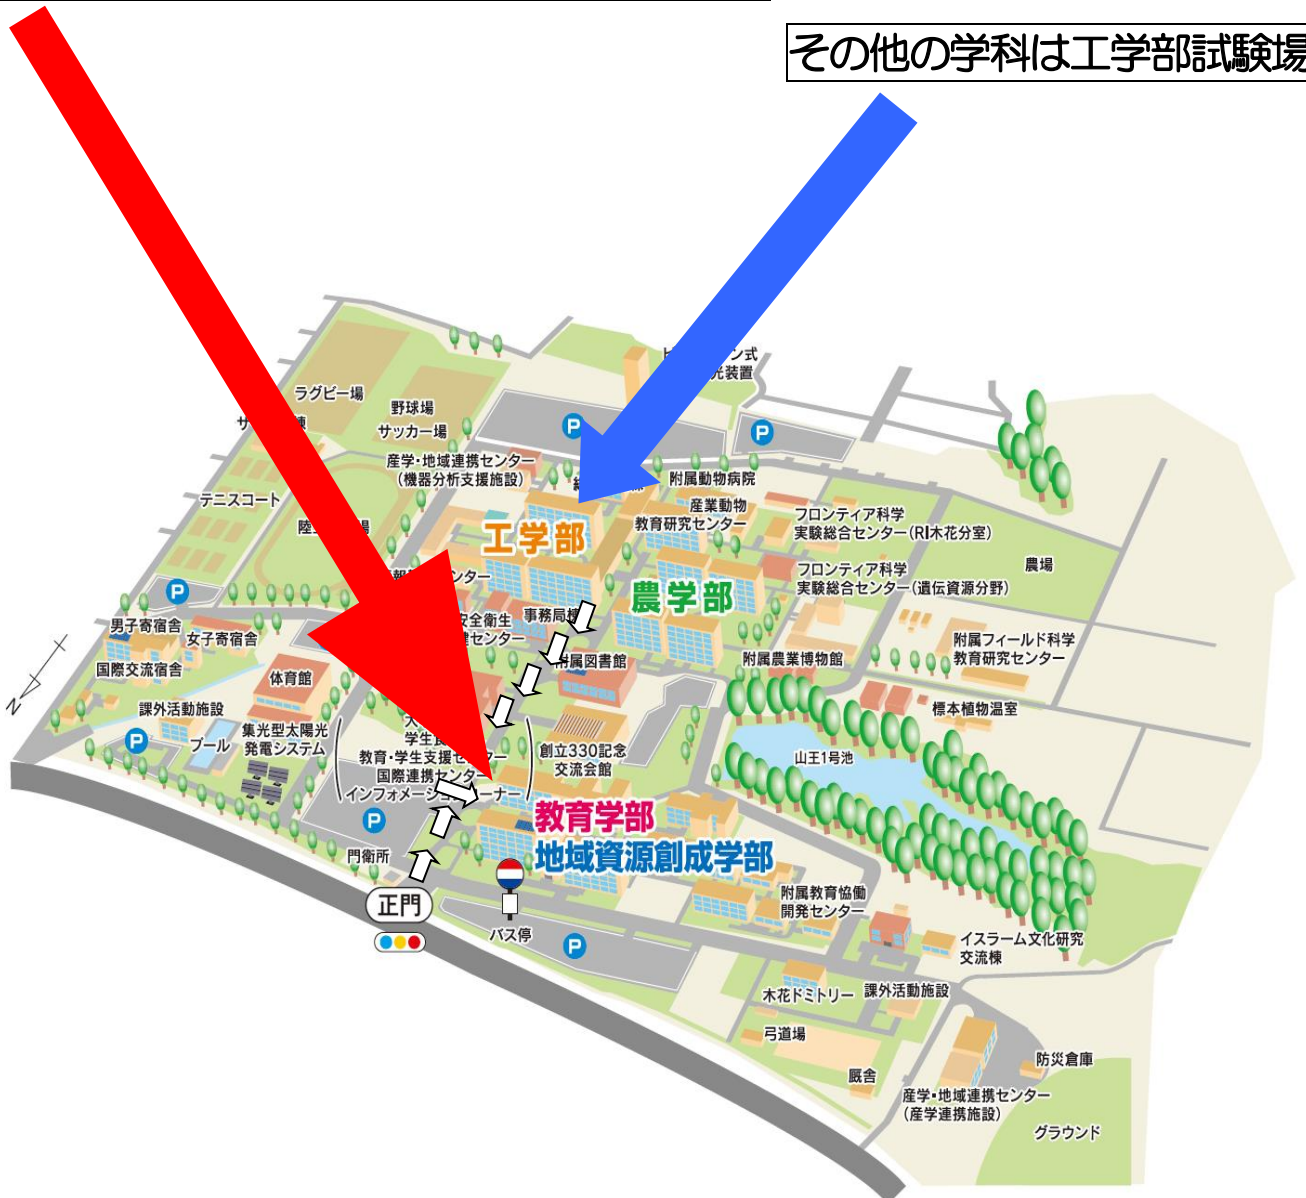 その他の学科は工学部試験場
ラグビー場
野球場
サッカー場
産学・地域連携センター
(機器分析支援施設)
附属動物病院
産業動物
教育研究センター
テニスコート
工学部
フロンティア科学
実験総合センター(RI木花分室)
農場
フロンティア科学
実験総合センター(遺伝資源分野)
農学部
事務局棟
男子寄宿舎
女子寄宿舎
国際交流宿舎
体育館
附属図書館
附属農業博物館
附属フィールド科学
教育研究センター
標本植物温室
課外活動施設
プール
集光型太陽光
発電システム
教育・学生支援センター
国際連携センター
インフォメーションコーナー
創立330記念
交流会館
山王1号池
P
P
P
P
P
P
N
教育学部
地域資源創成学部
門衛所
正門
バス停
附属教育協働
開発センター
イスラーム文化研究
交流棟
木花ドミトリー
課外活動施設
弓道場
厩舎
防災倉庫
産学・地域連携センター
(産学連携施設)
グラウンド